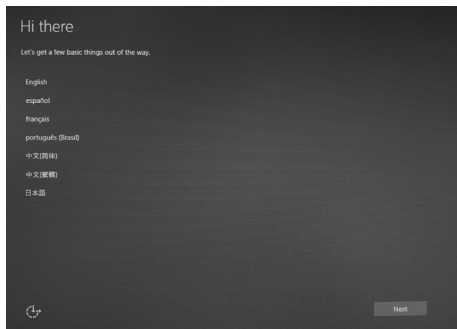 Hi there
Let's get a few basic things out of the way.
English
español
français
português (Brasil)
中文(简体)
中文(繁體)
日本語
Next